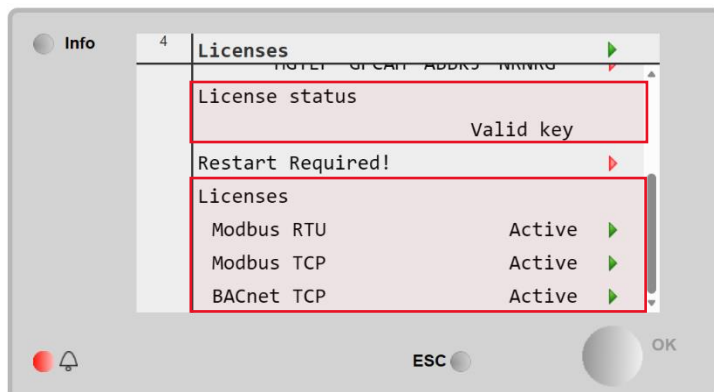 Info
4
Licenses
License status
Valid key
Restart Required!
Licenses
Modbus RTU Active
Modbus TCP Active
BACnet TCP Active
ESC
OK